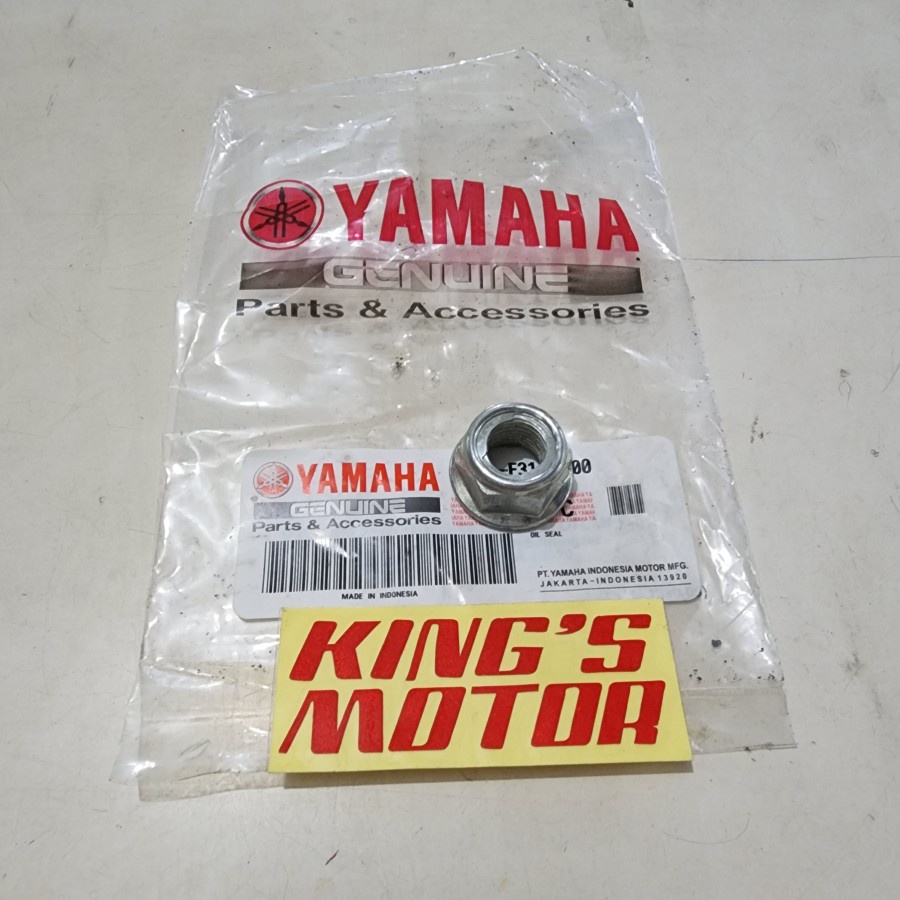 YAMAHA
GENUINE
Parts & Accessories
YAMAHA
GENUINE
Parts & Accessories
OIL SEAL
MADE IN INDONESIA
PT. YAMAHA INDONESIA MOTOR MFG.
JAKARTA-INDONESIA 13920
KING'S
MOTOR